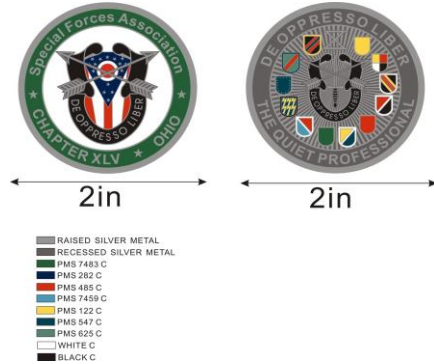 Special Forces Association
DE OPPRESSO LIBER
CHAPTER XLV ★ OHIO
DE OPPRESSO LIBER
DE OPPRESSO LIBER
THE QUIET PROFESSIONAL
2in
2in
RAISED SILVER METAL
RECESSED SILVER METAL
PMS 7483 C
PMS 282 C
PMS 485 C
PMS 7459 C
PMS 122 C
PMS 547 C
PMS 625 C
WHITE C
BLACK C